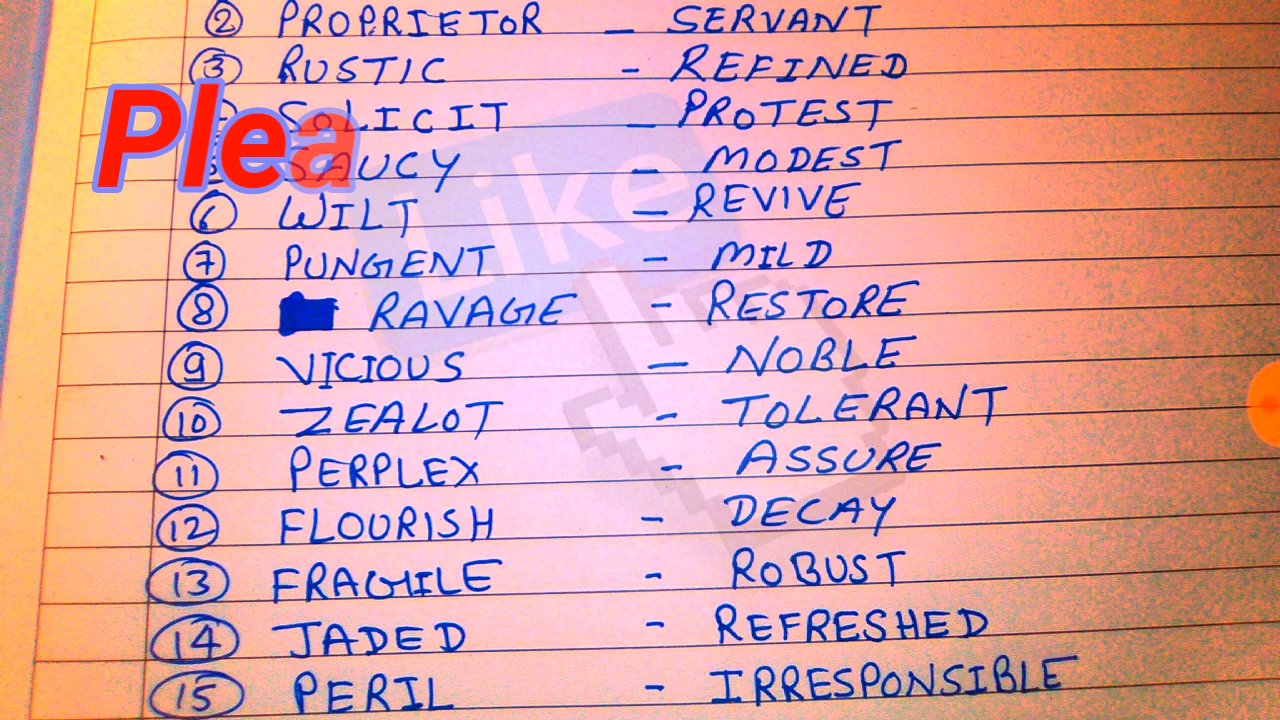 ② PROPRIETOR – SERVANT
③ RUSTIC - REFINED
Plea
SOLICIT – PROTEST
SAUCY – MODEST
Like
⑥ WILT – REVIVE
⑦ PUNGENT – MILD
⑧ RAVAGE - RESTORE
⑨ VICIOUS – NOBLE
⑩ ZEALOT - TOLERANT
⑪ PERPLEX - ASSURE
⑫ FLOURISH - DECAY
⑬ FRAGILE - ROBUST
⑭ JADED - REFRESHED
⑮ PERIL - IRRESPONSIBLE